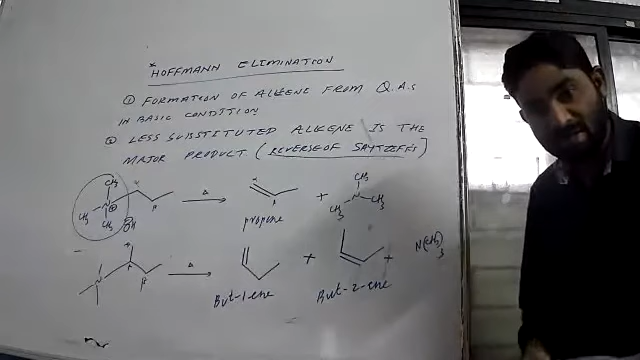 * HOFFMANN ELIMINATION
① FORMATION OF ALKENE FROM Q.A.S
IN BASIC CONDITION
② LESS SUBSTITUTED ALKENE IS THE
MAJOR PRODUCT (REVERSE OF SAYTZEFFS)
CH3 CH3 N ⊕ CH3 OH α β Δ α β + CH3 CH3 N CH3
propene
N α β β Δ + + N(CH3)3
But-1-ene But-2-ene